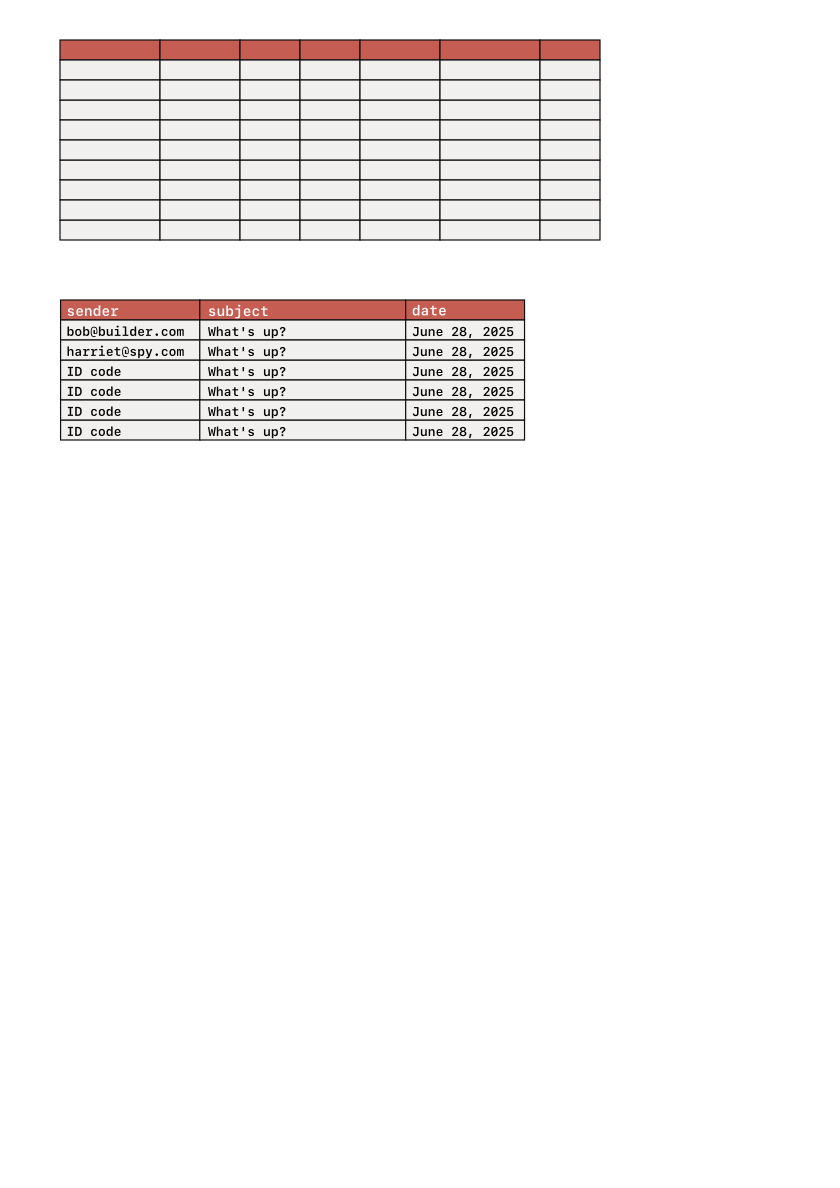 sender subject date
bob@builder.com What's up? June 28, 2025
harriet@spy.com What's up? June 28, 2025
ID code What's up? June 28, 2025
ID code What's up? June 28, 2025
ID code What's up? June 28, 2025
ID code What's up? June 28, 2025